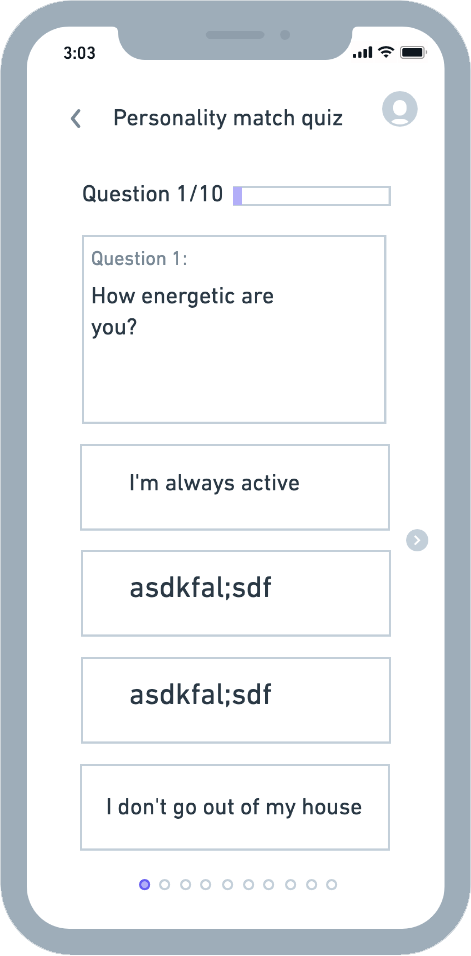 3:03
Personality match quiz
Question 1/10
Question 1:
How energetic are
you?
I'm always active
asdkfal;sdf
asdkfal;sdf
I don't go out of my house